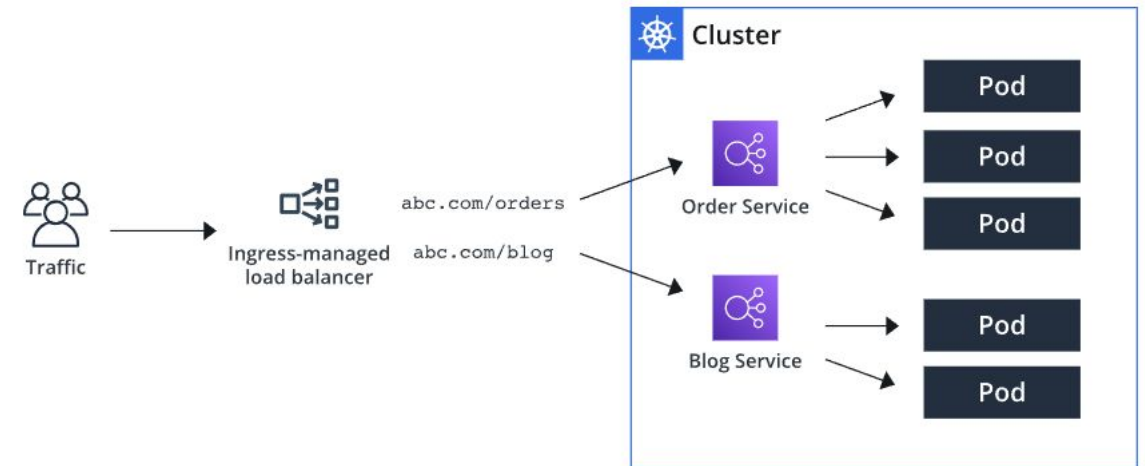 Cluster
Pod
Pod
Pod
Order Service
abc.com/orders
Traffic
Ingress-managed
load balancer
abc.com/blog
Blog Service
Pod
Pod